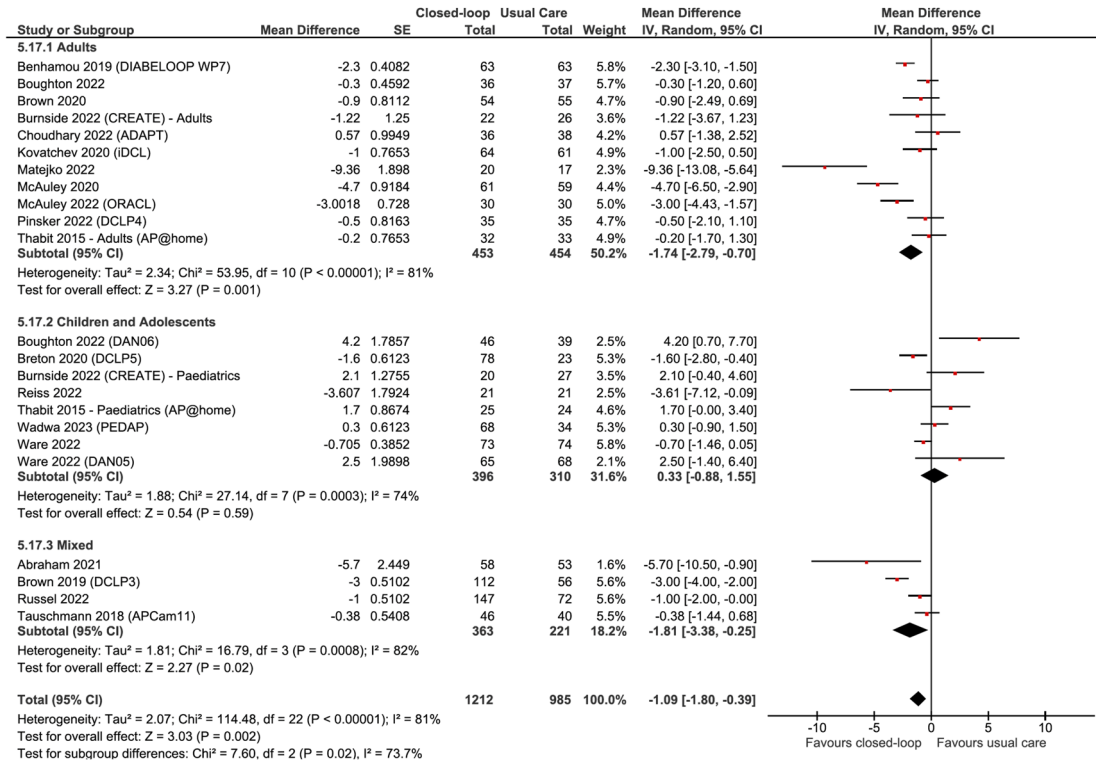 Closed-loop Usual Care Mean Difference Mean Difference
Study or Subgroup Mean Difference SE Total Total Weight IV, Random, 95% CI IV, Random, 95% CI
5.17.1 Adults
Benhamou 2019 (DIABELOOP WP7) -2.3 0.4082 63 63 5.8% -2.30 [-3.10, -1.50]
Boughton 2022 -0.3 0.4592 36 37 5.7% -0.30 [-1.20, 0.60]
Brown 2020 -0.9 0.8112 54 55 4.7% -0.90 [-2.49, 0.69]
Burnside 2022 (CREATE) - Adults -1.22 1.25 22 26 3.6% -1.22 [-3.67, 1.23]
Choudhary 2022 (ADAPT) 0.57 0.9949 36 38 4.2% 0.57 [-1.38, 2.52]
Kovatchev 2020 (iDCL) -1 0.7653 64 61 4.9% -1.00 [-2.50, 0.50]
Matejko 2022 -9.36 1.898 20 17 2.3% -9.36 [-13.08, -5.64]
McAuley 2020 -4.7 0.9184 61 59 4.4% -4.70 [-6.50, -2.90]
McAuley 2022 (ORACL) -3.0018 0.728 30 30 5.0% -3.00 [-4.43, -1.57]
Pinsker 2022 (DCLP4) -0.5 0.8163 35 35 4.7% -0.50 [-2.10, 1.10]
Thabit 2015 - Adults (AP@home) -0.2 0.7653 32 33 4.9% -0.20 [-1.70, 1.30]
Subtotal (95% CI) 453 454 50.2% -1.74 [-2.79, -0.70]
Heterogeneity: Tau² = 2.34; Chi² = 53.95, df = 10 (P < 0.00001); I² = 81%
Test for overall effect: Z = 3.27 (P = 0.001)
5.17.2 Children and Adolescents
Boughton 2022 (DAN06) 4.2 1.7857 46 39 2.5% 4.20 [0.70, 7.70]
Breton 2020 (DCLP5) -1.6 0.6123 78 23 5.3% -1.60 [-2.80, -0.40]
Burnside 2022 (CREATE) - Paediatrics 2.1 1.2755 20 27 3.5% 2.10 [-0.40, 4.60]
Reiss 2022 -3.607 1.7924 21 21 2.5% -3.61 [-7.12, -0.09]
Thabit 2015 - Paediatrics (AP@home) 1.7 0.8674 25 24 4.6% 1.70 [-0.00, 3.40]
Wadwa 2023 (PEDAP) 0.3 0.6123 68 34 5.3% 0.30 [-0.90, 1.50]
Ware 2022 -0.705 0.3852 73 74 5.8% -0.70 [-1.46, 0.05]
Ware 2022 (DAN05) 2.5 1.9898 65 68 2.1% 2.50 [-1.40, 6.40]
Subtotal (95% CI) 396 310 31.6% 0.33 [-0.88, 1.55]
Heterogeneity: Tau² = 1.88; Chi² = 27.14, df = 7 (P = 0.0003); I² = 74%
Test for overall effect: Z = 0.54 (P = 0.59)
5.17.3 Mixed
Abraham 2021 -5.7 2.449 58 53 1.6% -5.70 [-10.50, -0.90]
Brown 2019 (DCLP3) -3 0.5102 112 56 5.6% -3.00 [-4.00, -2.00]
Russel 2022 -1 0.5102 147 72 5.6% -1.00 [-2.00, -0.00]
Tauschmann 2018 (APCam11) -0.38 0.5408 46 40 5.5% -0.38 [-1.44, 0.68]
Subtotal (95% CI) 363 221 18.2% -1.81 [-3.38, -0.25]
Heterogeneity: Tau² = 1.81; Chi² = 16.79, df = 3 (P = 0.0008); I² = 82%
Test for overall effect: Z = 2.27 (P = 0.02)
Total (95% CI) 1212 985 100.0% -1.09 [-1.80, -0.39]
Heterogeneity: Tau² = 2.07; Chi² = 114.48, df = 22 (P < 0.00001); I² = 81%
Test for overall effect: Z = 3.03 (P = 0.002)
Test for subgroup differences: Chi² = 7.60, df = 2 (P = 0.02), I² = 73.7%
-10 -5 0 5 10
Favours closed-loop Favours usual care